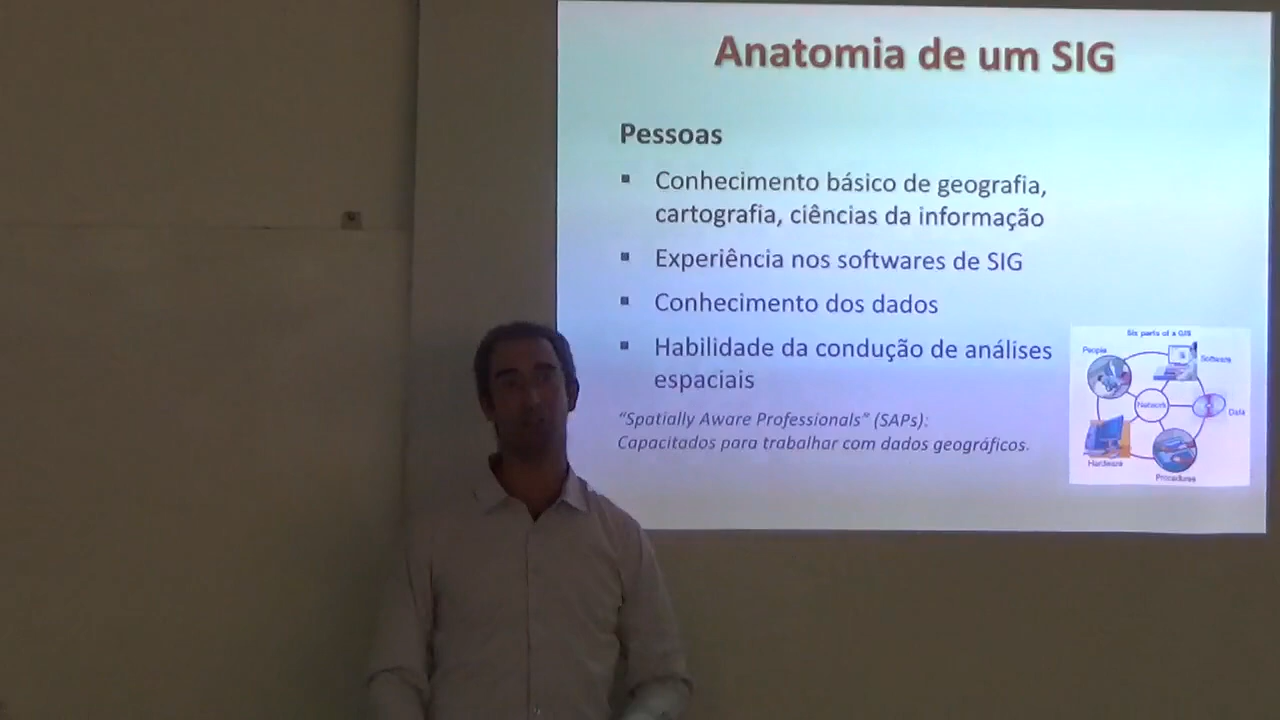 Anatomia de um SIG
Pessoas
Conhecimento básico de geografia,
cartografia, ciências da informação
Experiência nos softwares de SIG
Conhecimento dos dados
Habilidade da condução de análises
espaciais
“Spatially Aware Professionals” (SAPs):
Capacitados para trabalhar com dados geográficos.
Six parts of a GIS
People
Software
Network
Data
Hardware
Procedures